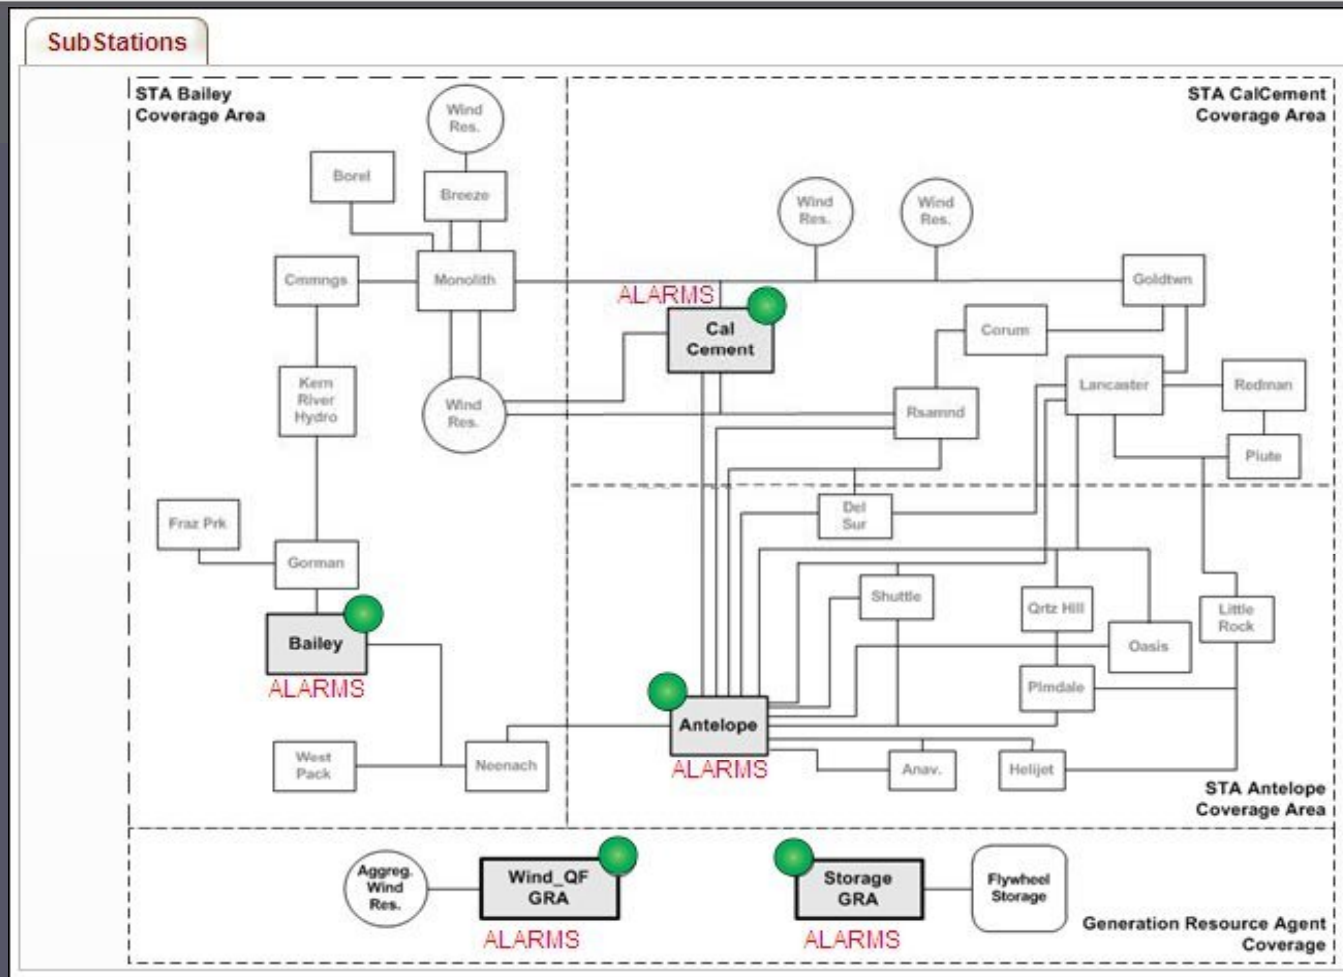 SubStations
STA Bailey
Coverage Area
STA CalCement
Coverage Area
Wind
Res.
Borel
Breeze
Wind
Res.
Wind
Res.
Cmmngs
Monolith
Goldtwn
ALARMS
Cal
Cement
Corum
Kern
River
Hydro
Wind
Res.
Rsamnd
Lancaster
Redman
Piute
Fraz Prk
Del
Sur
Gorman
Shuttle
Qrtz Hill
Little
Rock
Bailey
ALARMS
Oasis
Plmdale
Antelope
ALARMS
West
Pack
Neenach
Anav.
Helijet
STA Antelope
Coverage Area
Aggreg.
Wind
Res.
Wind_QF
GRA
ALARMS
Storage
GRA
ALARMS
Flywheel
Storage
Generation Resource Agent
Coverage